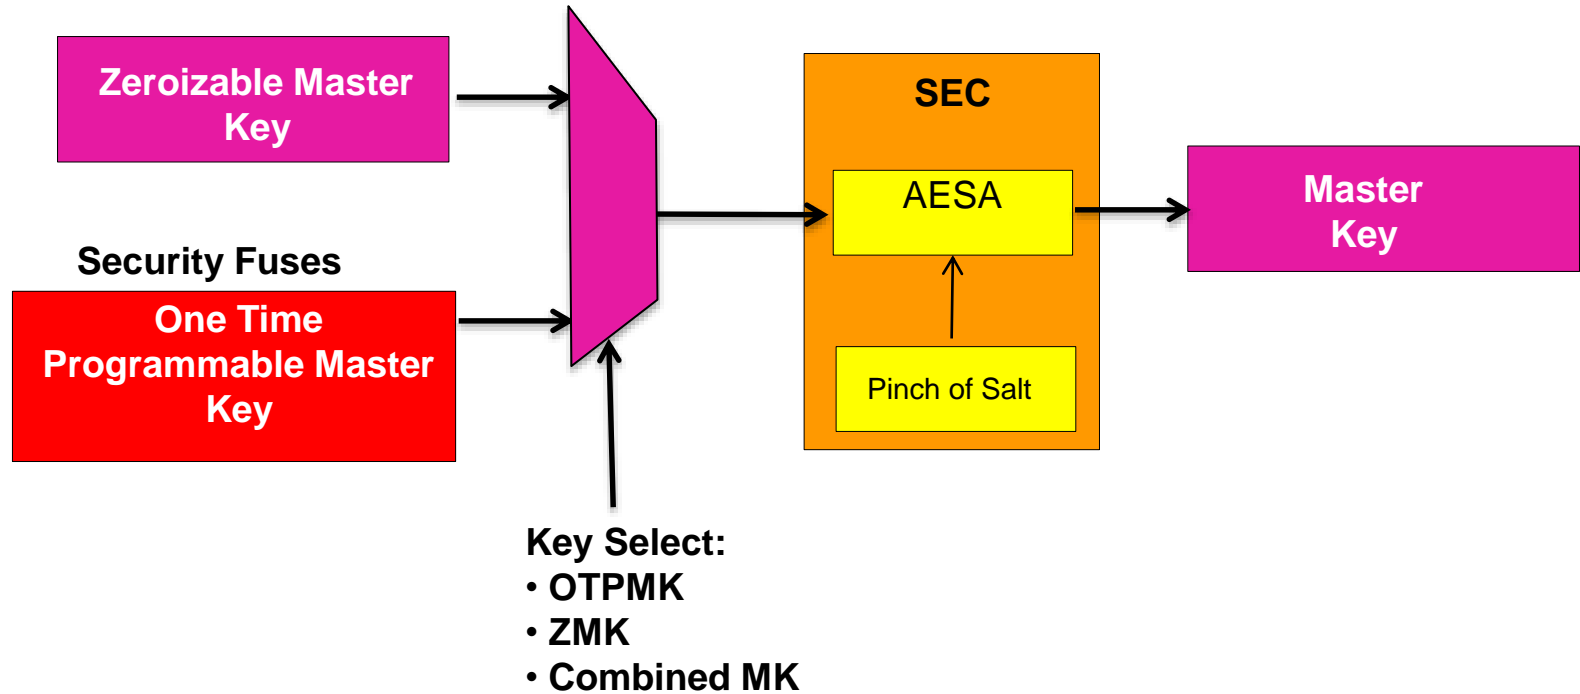 Zeroizable Master
Key
Security Fuses
One Time
Programmable Master
Key
SEC
AESA
Pinch of Salt
Master
Key
Key Select:
• OTPMK
• ZMK
• Combined MK